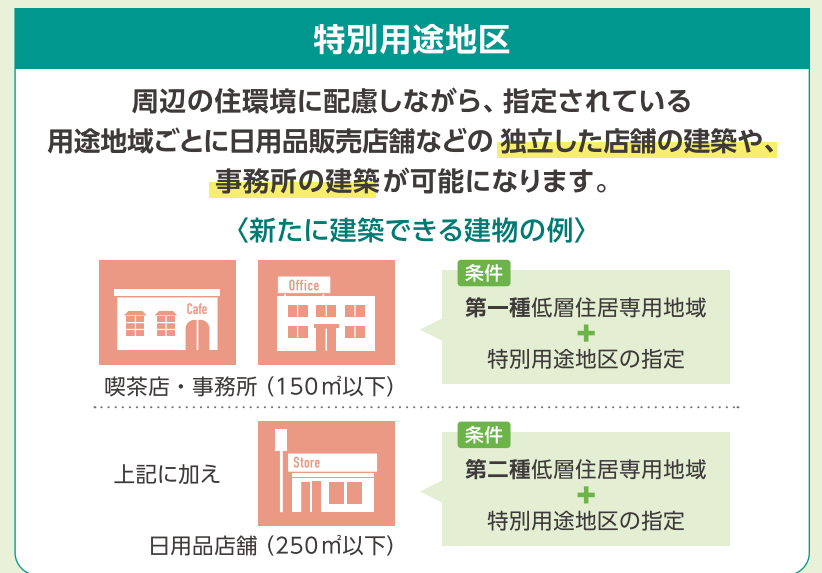 特別用途地区
周辺の住環境に配慮しながら、指定されている
用途地域ごとに日用品販売店舗などの 独立した店舗の建築や、
事務所の建築が可能になります。
〈新たに建築できる建物の例〉
Cafe
Office
喫茶店・事務所（150㎡以下）
条件
第一種低層住居専用地域
+
特別用途地区の指定
上記に加え
Store
日用品店舗（250㎡以下）
条件
第二種低層住居専用地域
+
特別用途地区の指定